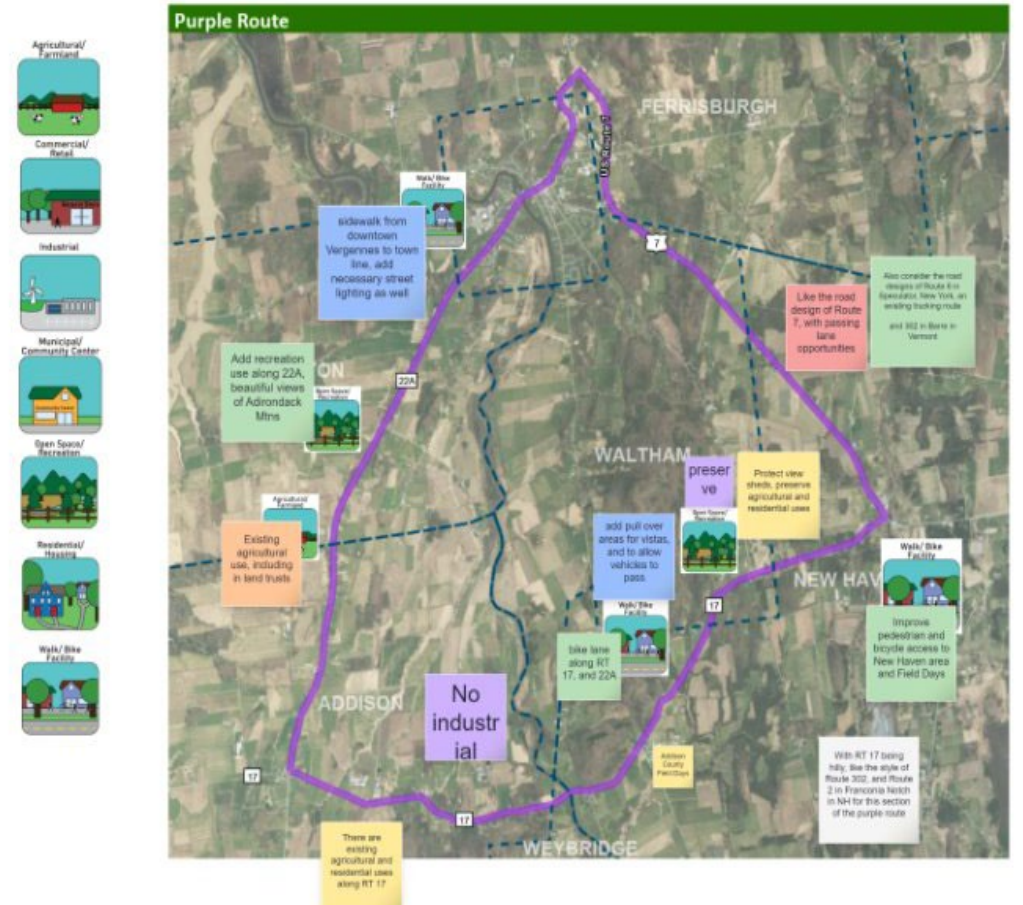 Purple Route
Agricultural/
Farmland
Commercial/
Retail
Industrial
Municipal/
Community Center
Open Space/
Recreation
Residential/
Housing
Walk/ Bike
Facility
FERRISBURGH
U.S Route 7
7
Walk/ Bike
Facility
sidewalk from
downtown
Vergennes to town
line, add
necessary street
lighting as well
Like the road
design of Route
7, with passing
lane
opportunities
Also consider the road
designs of Route 8 in
Speculator, New York, an
existing trucking route
and 302 in Barre in
Vermont
Add recreation
use along 22A,
beautiful views
of Adirondack
Mtns
TON
22A
Open Space/
Recreation
WALTHAM
preser
ve
Protect view
sheds, preserve
agricultural and
residential uses
Open Space/
Recreation
Agricultural/
Farmland
Existing
agricultural
use, including
in land trusts
add pull over
areas for vistas,
and to allow
vehicles to
pass
Walk/ Bike
Facility
NEW HAV
17
Walk/ Bike
Facility
bike lane
along RT
17, and 22A
Improve
pedestrian and
bicycle access to
New Haven area
and Field Days
ADDISON
No
industr
ial
17
Addison
County
Field Days
With RT 17 being
hilly, like the style of
Route 302, and Route
2 in Franconia Notch
in NH for this section
of the purple route
17
There are
existing
agricultural and
residential uses
along RT 17
WEYBRIDGE